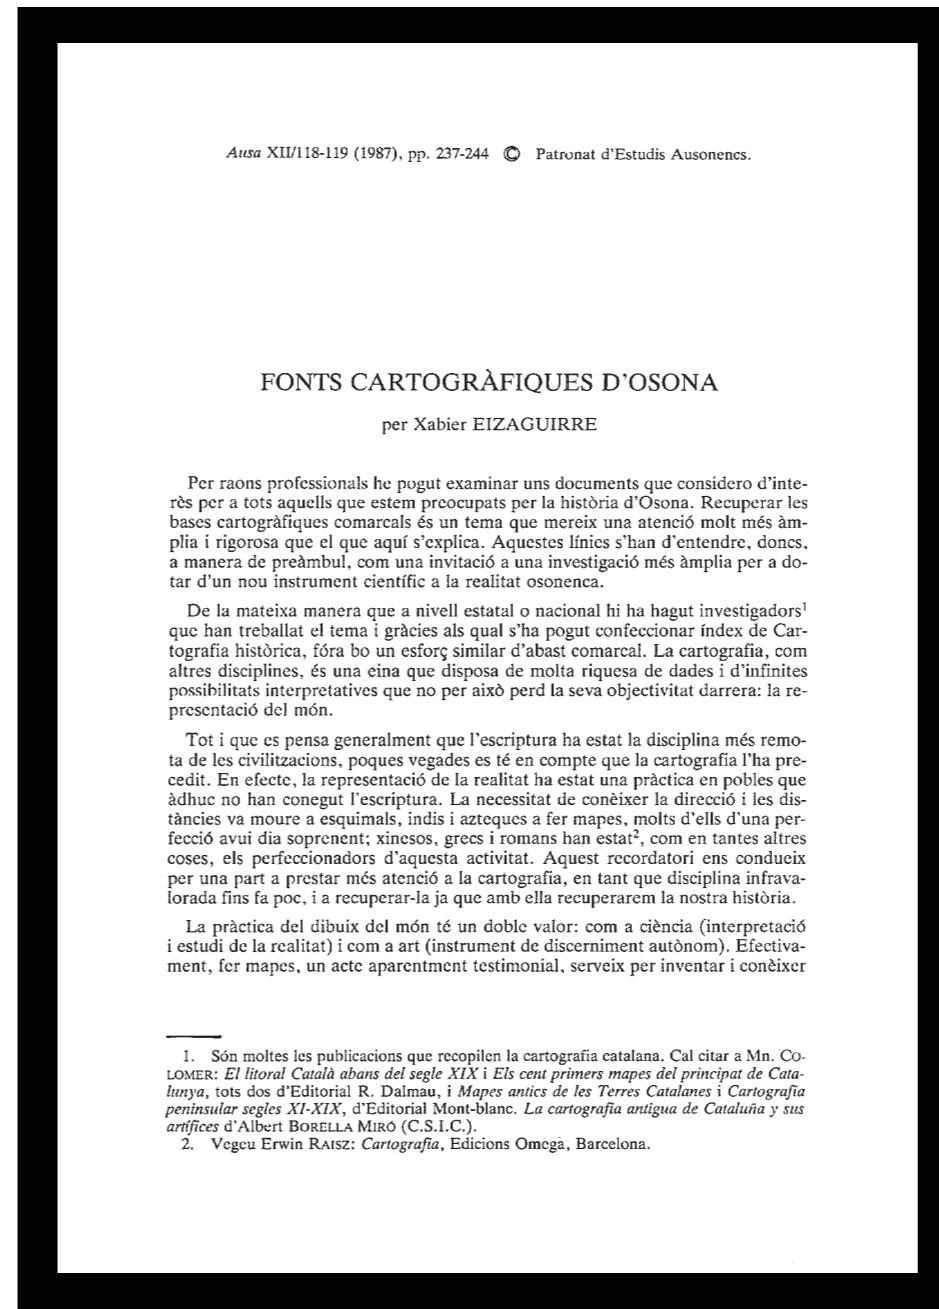 Ausa XII/118-119 (1987), pp. 237-244 © Patronat d'Estudis Ausonencs.
FONTS CARTOGRÀFIQUES D'OSONA
per Xabier EIZAGUIRRE
Per raons professionals he pogut examinar uns documents que considero d'inte-
rès per a tots aquells que estem preocupats per la història d'Osona. Recuperar les
bases cartogràfiques comarcals és un tema que mereix una atenció molt més àm-
plia i rigorosa que el que aquí s'explica. Aquestes línies s'han d'entendre, doncs,
a manera de preàmbul, com una invitació a una investigació més àmplia per a do-
tar d'un nou instrument científic a la realitat osonenca.
De la mateixa manera que a nivell estatal o nacional hi ha hagut investigadors¹
que han treballat el tema i gràcies als qual s'ha pogut confeccionar índex de Car-
tografia històrica, fóra bo un esforç similar d'abast comarcal. La cartografia, com
altres disciplines, és una eina que disposa de molta riquesa de dades i d'infinites
possibilitats interpretatives que no per això perd la seva objectivitat darrera: la re-
presentació del món.
Tot i que es pensa generalment que l'escriptura ha estat la disciplina més remo-
ta de les civilitzacions, poques vegades es té en compte que la cartografia l'ha pre-
cedit. En efecte, la representació de la realitat ha estat una pràctica en pobles que
àdhuc no han conegut l'escriptura. La necessitat de conèixer la direcció i les dis-
tàncies va moure a esquimals, indis i azteques a fer mapes, molts d'ells d'una per-
fecció avui dia soprenent; xinesos, grecs i romans han estat², com en tantes altres
coses, els perfeccionadors d'aquesta activitat. Aquest recordatori ens condueix
per una part a prestar més atenció a la cartografia, en tant que disciplina infrava-
lorada fins fa poc, i a recuperar-la ja que amb ella recuperarem la nostra història.
La pràctica del dibuix del món té un doble valor: com a ciència (interpretació
i estudi de la realitat) i com a art (instrument de discerniment autònom). Efectiva-
ment, fer mapes, un acte aparentment testimonial, serveix per inventar i conèixer
1. Són moltes les publicacions que recopilen la cartografia catalana. Cal citar a Mn. CO-
LOMER: El litoral Català abans del segle XIX i Els cent primers mapes del principat de Cata-
lunya, tots dos d'Editorial R. Dalmau, i Mapes antics de les Terres Catalanes i Cartografia
peninsular segles XI-XIX, d'Editorial Mont-blanc. La cartografia antigua de Cataluña y sus
artífices d'Albert BORELLA MIRÓ (C.S.I.C.).
2. Vegeu Erwin RAISZ: Cartografia, Edicions Omega, Barcelona.